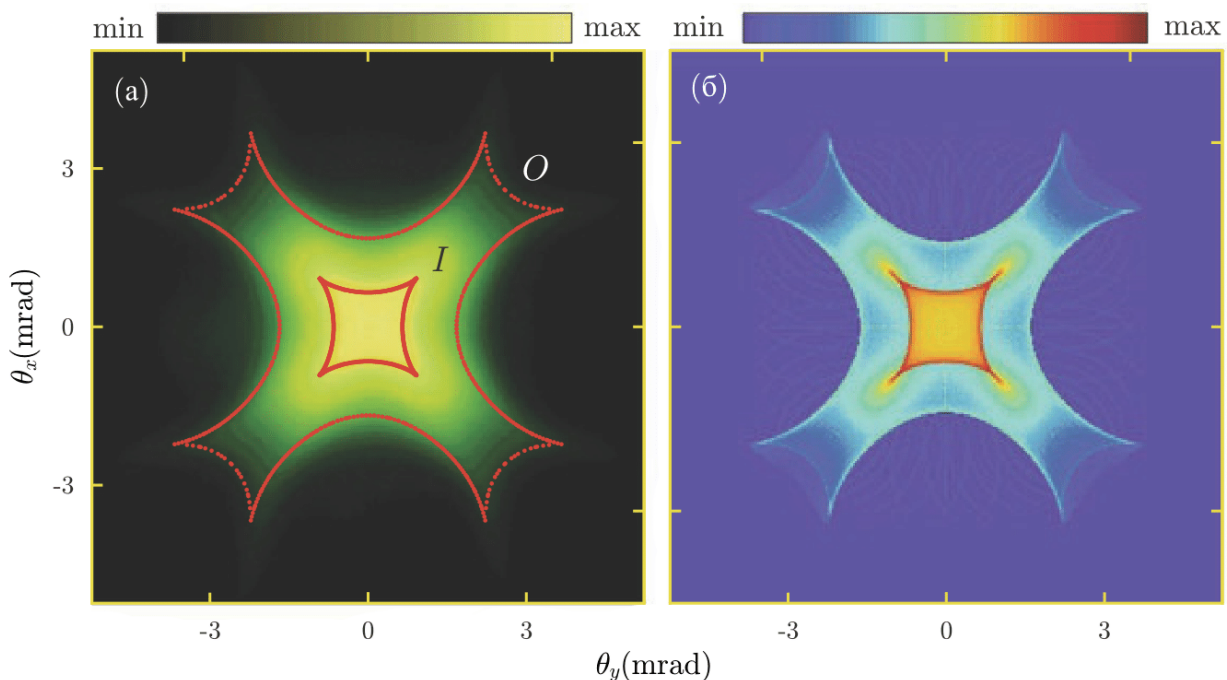 min max min max
(а) (б)
O
I
θx(mrad)
3
0
-3
-3 0 3 -3 0 3
θy(mrad)